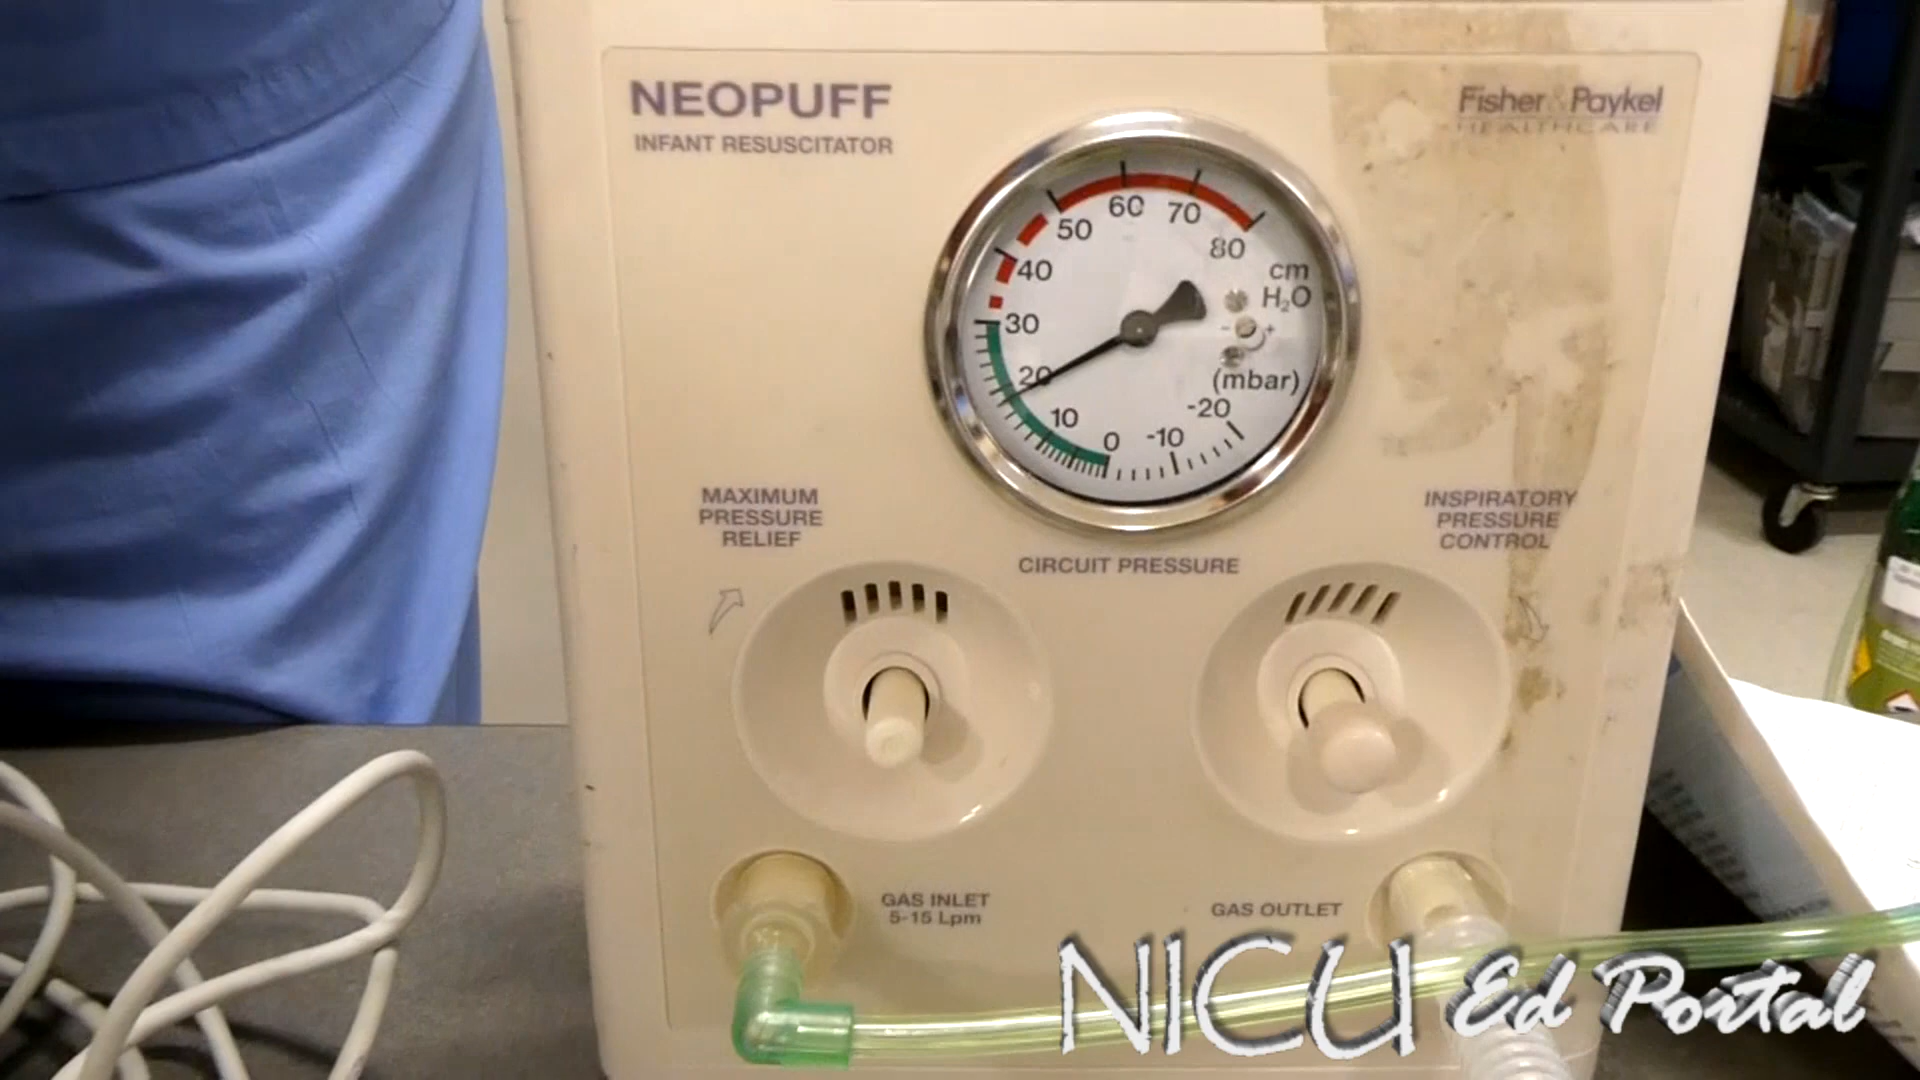 NEOPUFF
INFANT RESUSCITATOR
Fisher & Paykel
HEALTHCARE
60
70
50
80
40
cm
H₂O
30
- +
20
(mbar)
10
-20
0
-10
MAXIMUM
PRESSURE
RELIEF
INSPIRATORY
PRESSURE
CONTROL
CIRCUIT PRESSURE
GAS INLET
5-15 Lpm
GAS OUTLET
NICU Ed Portal